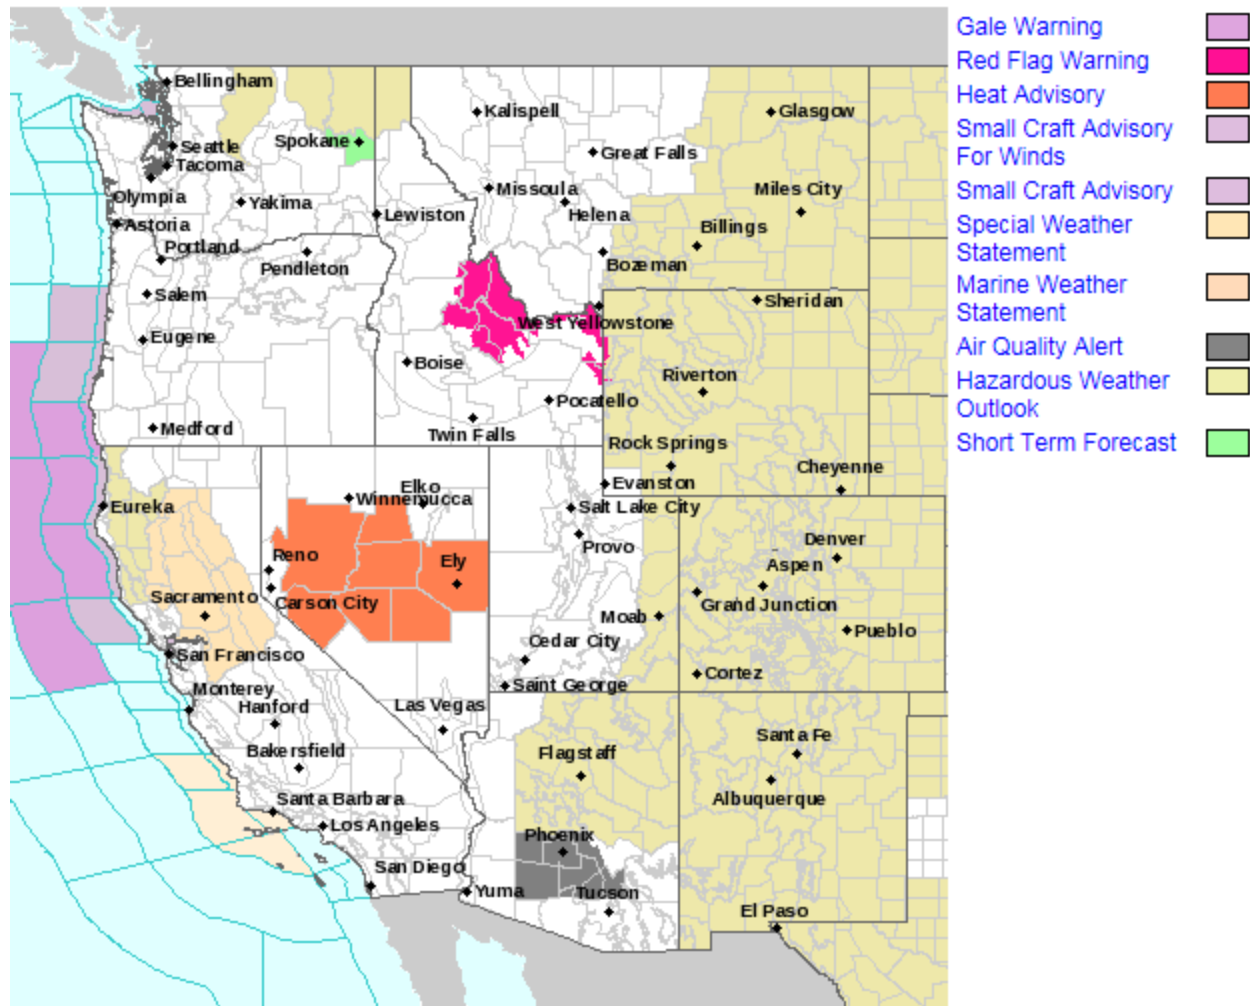 Gale Warning
Red Flag Warning
Heat Advisory
Small Craft Advisory
For Winds
Small Craft Advisory
Special Weather
Statement
Marine Weather
Statement
Air Quality Alert
Hazardous Weather
Outlook
Short Term Forecast
Bellingham
Kalispell
Glasgow
Seattle
Spokane
Tacoma
Great Falls
Olympia
Yakima
Missoula
Miles City
Lewiston
Helena
Astoria
Billings
Portland
Pendleton
Bozeman
Salem
Sheridan
West Yellowstone
Eugene
Boise
Riverton
Pocatello
Medford
Twin Falls
Rock Springs
Cheyenne
Evanston
Elko
Winnemucca
Eureka
Salt Lake City
Provo
Denver
Reno
Ely
Aspen
Sacramento
Carson City
Grand Junction
Moab
Pueblo
Cedar City
San Francisco
Cortez
Saint George
Monterey
Hanford
Las Vegas
Santa Fe
Bakersfield
Flagstaff
Santa Barbara
Albuquerque
Los Angeles
Phoenix
San Diego
Yuma
Tucson
El Paso